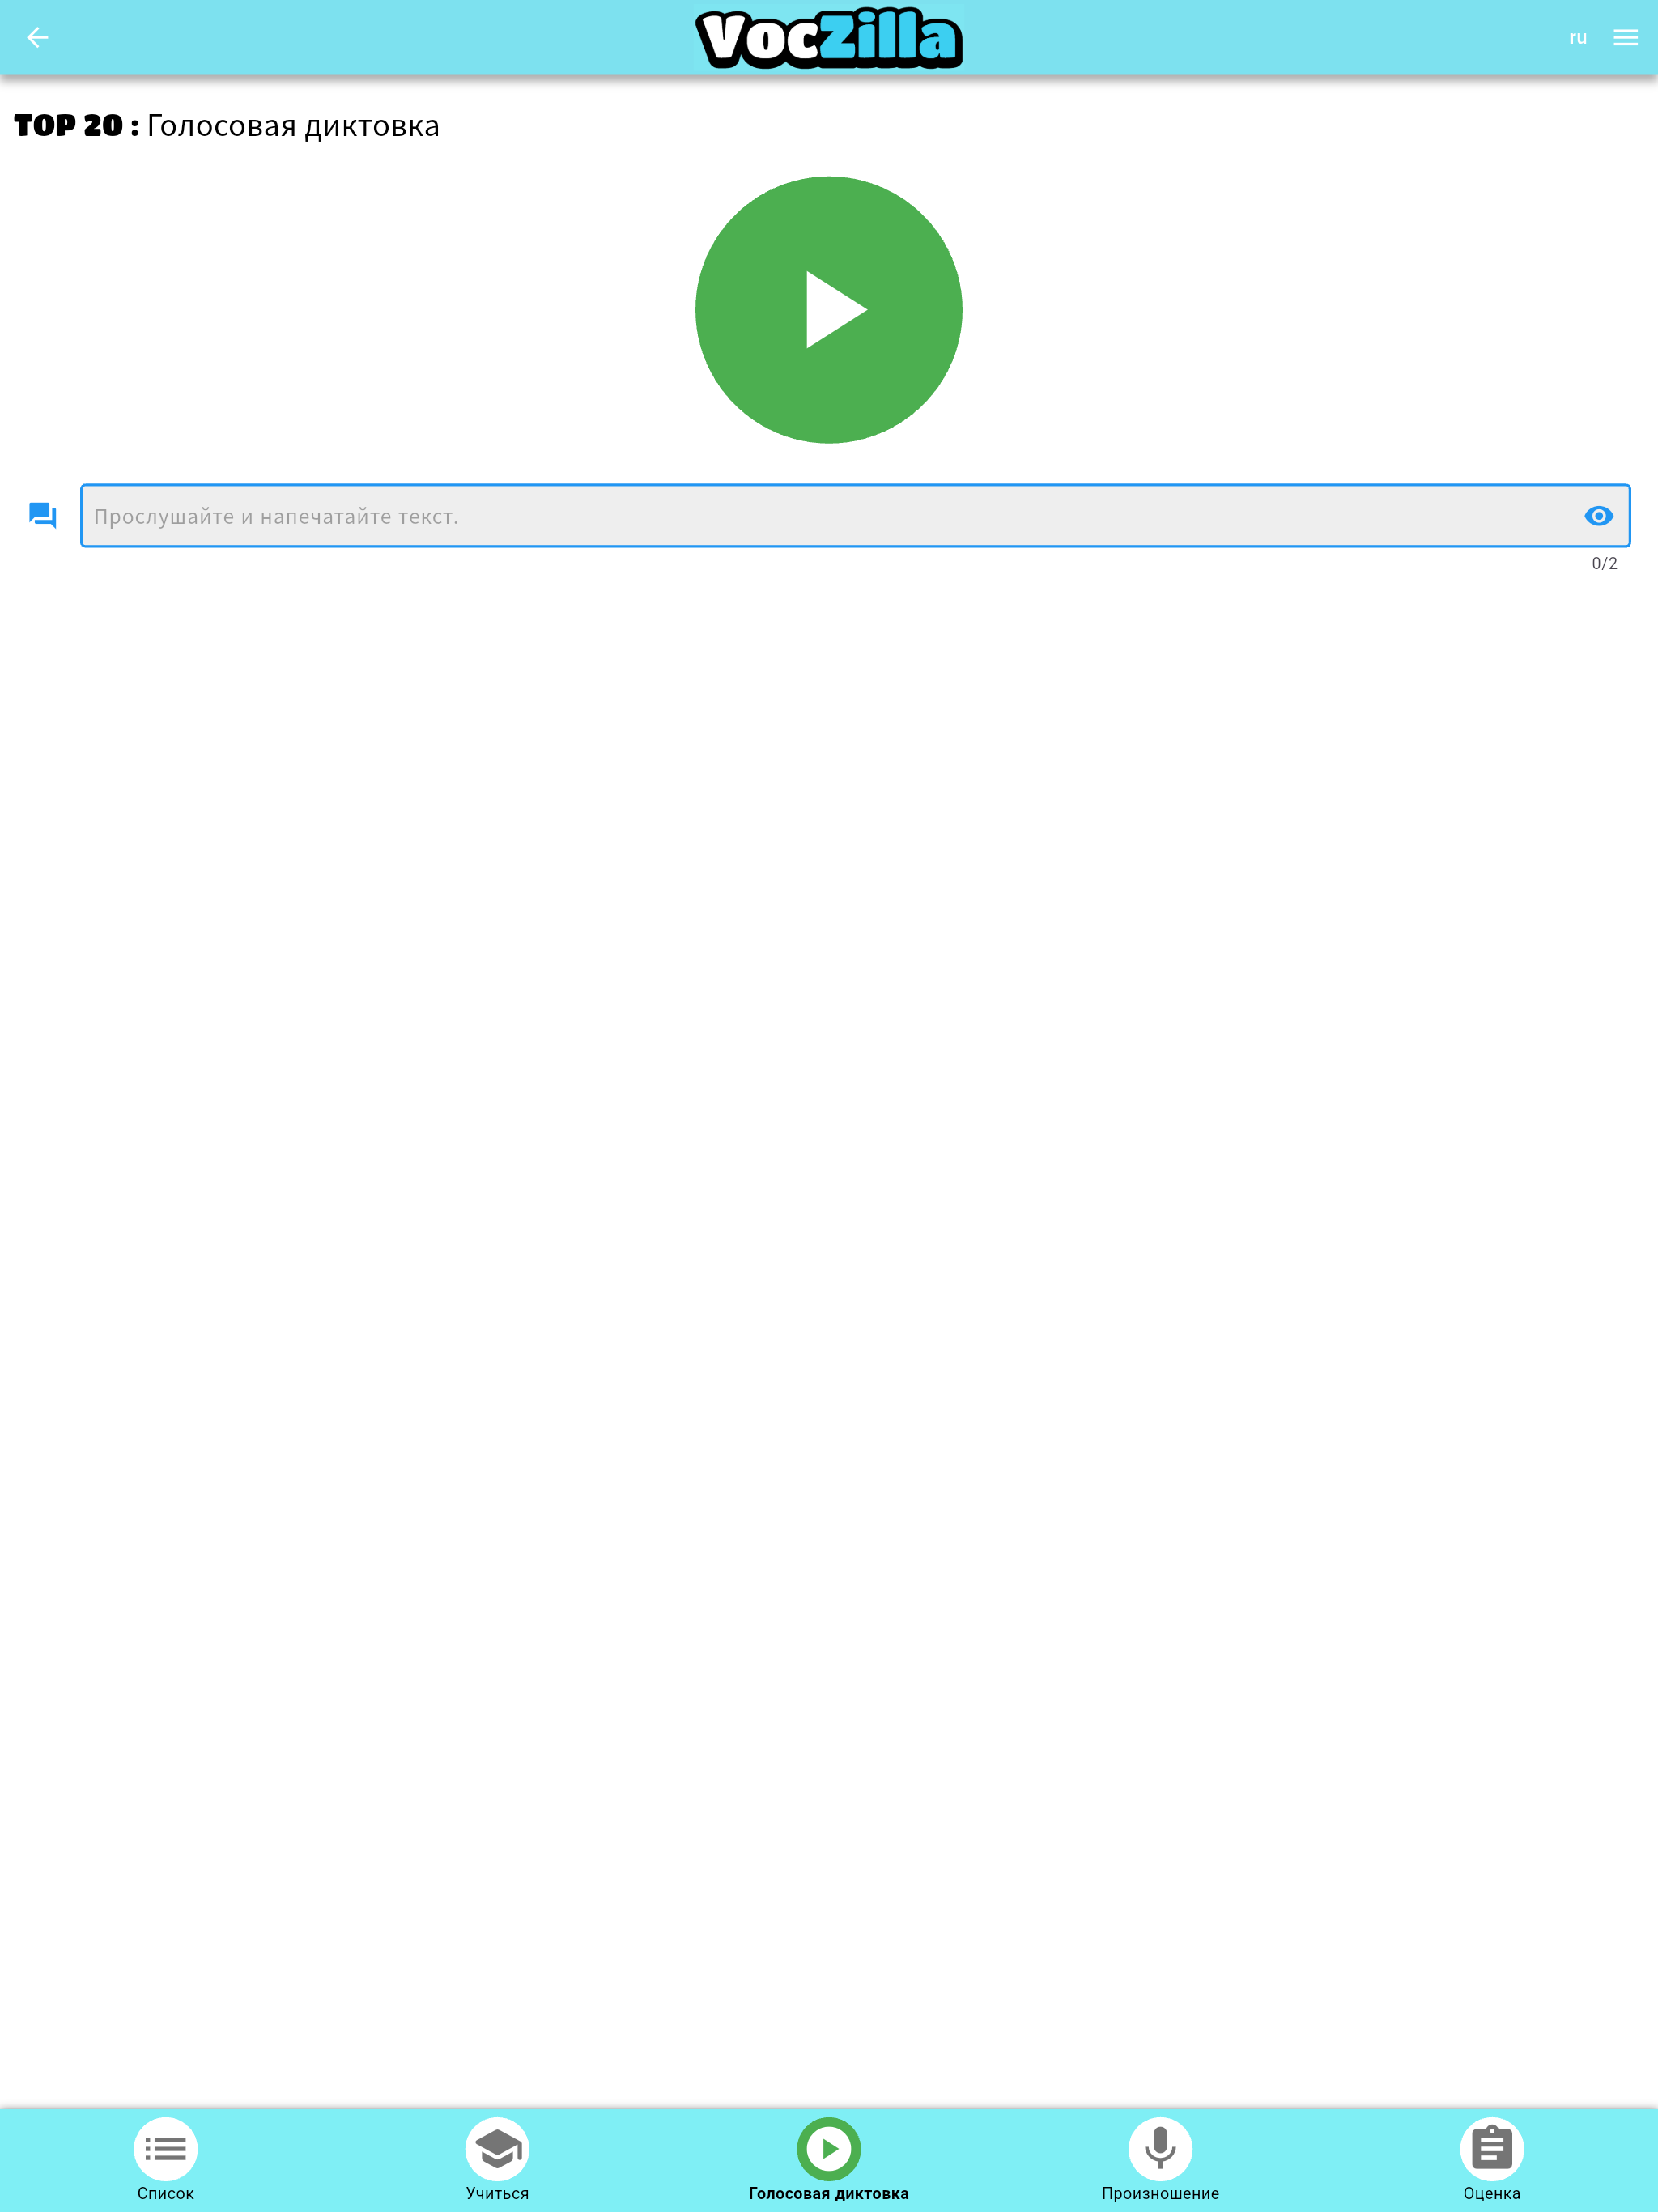 VocZilla
ru
TOP 20 : Голосовая диктовка
Прослушайте и напечатайте текст.
0/2
Список
Учиться
Голосовая диктовка
Произношение
Оценка